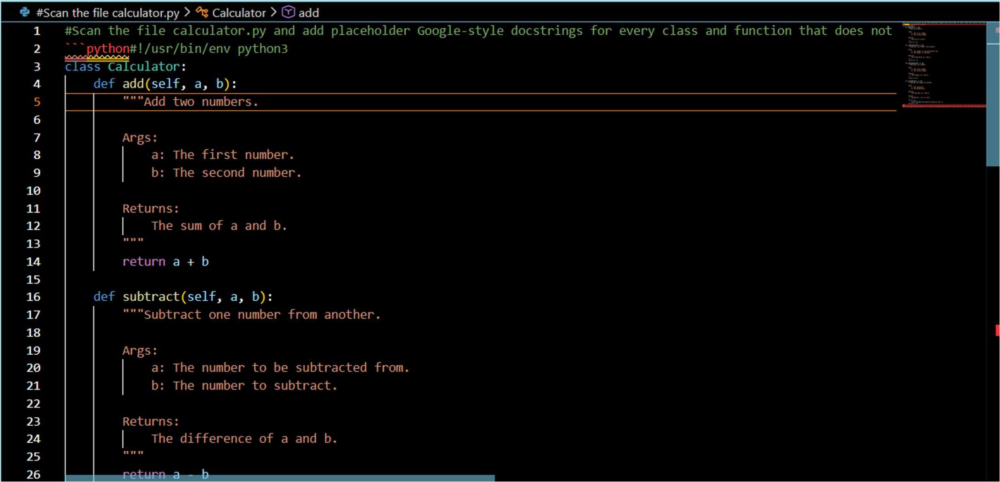 #Scan the file calculator.py > Calculator > add
1 #Scan the file calculator.py and add placeholder Google-style docstrings for every class and function that does not
2 ```python#!/usr/bin/env python3
3 class Calculator:
4     def add(self, a, b):
5         """Add two numbers.
6
7         Args:
8             a: The first number.
9             b: The second number.
10
11         Returns:
12             The sum of a and b.
13         """
14         return a + b
15
16     def subtract(self, a, b):
17         """Subtract one number from another.
18
19         Args:
20             a: The number to be subtracted from.
21             b: The number to subtract.
22
23         Returns:
24             The difference of a and b.
25         """
26         return a - b